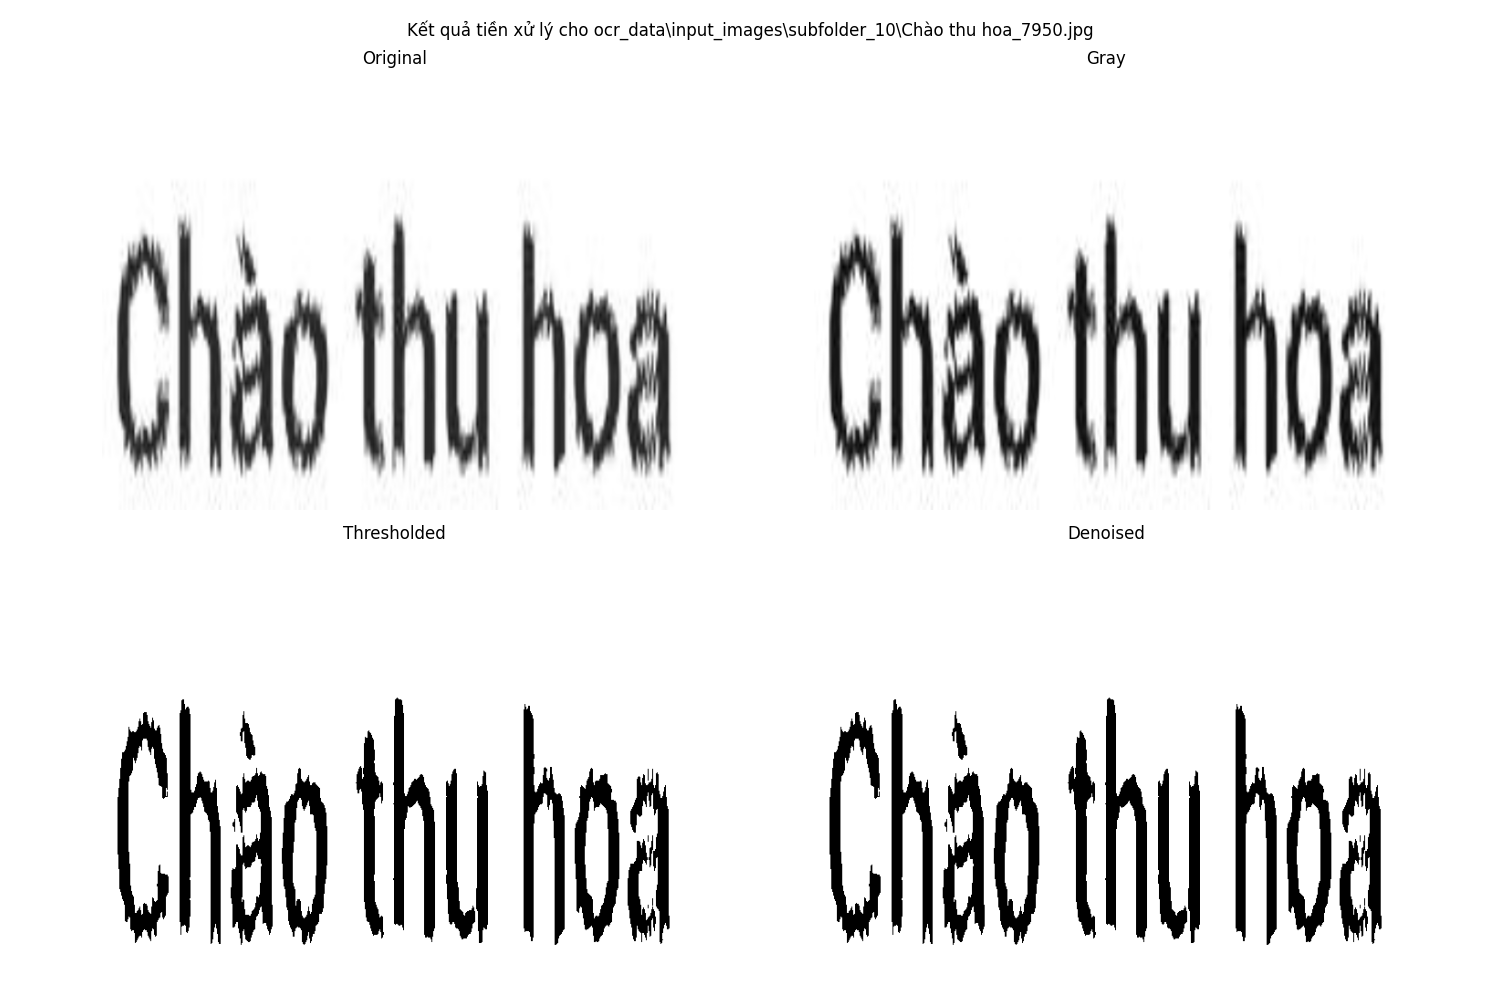 Kết quả tiền xử lý cho ocr_data\input_images\subfolder_10\Chào thu hoa_7950.jpg
Original
Gray
Chào thu hoa
Chào thu hoa
Thresholded
Denoised
Chào thu hoa
Chào thu hoa